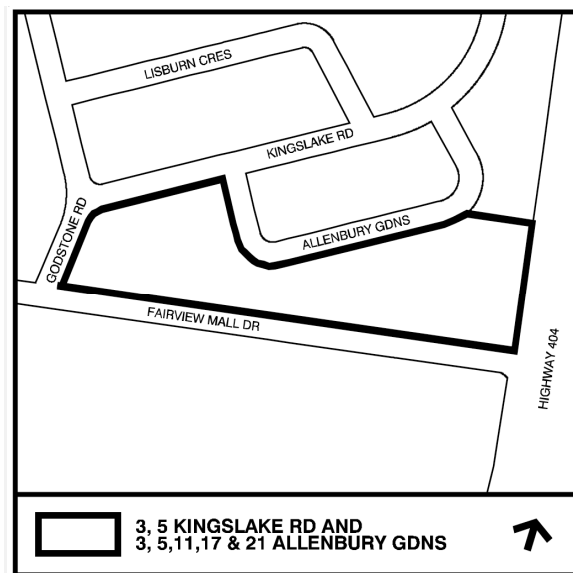 LISBURN CRES
KINGSLAKE RD
GODSTONE RD
ALLENBURY GDNS
FAIRVIEW MALL DR
HIGHWAY 404
3, 5 KINGSLAKE RD AND
3, 5,11,17 & 21 ALLENBURY GDNS